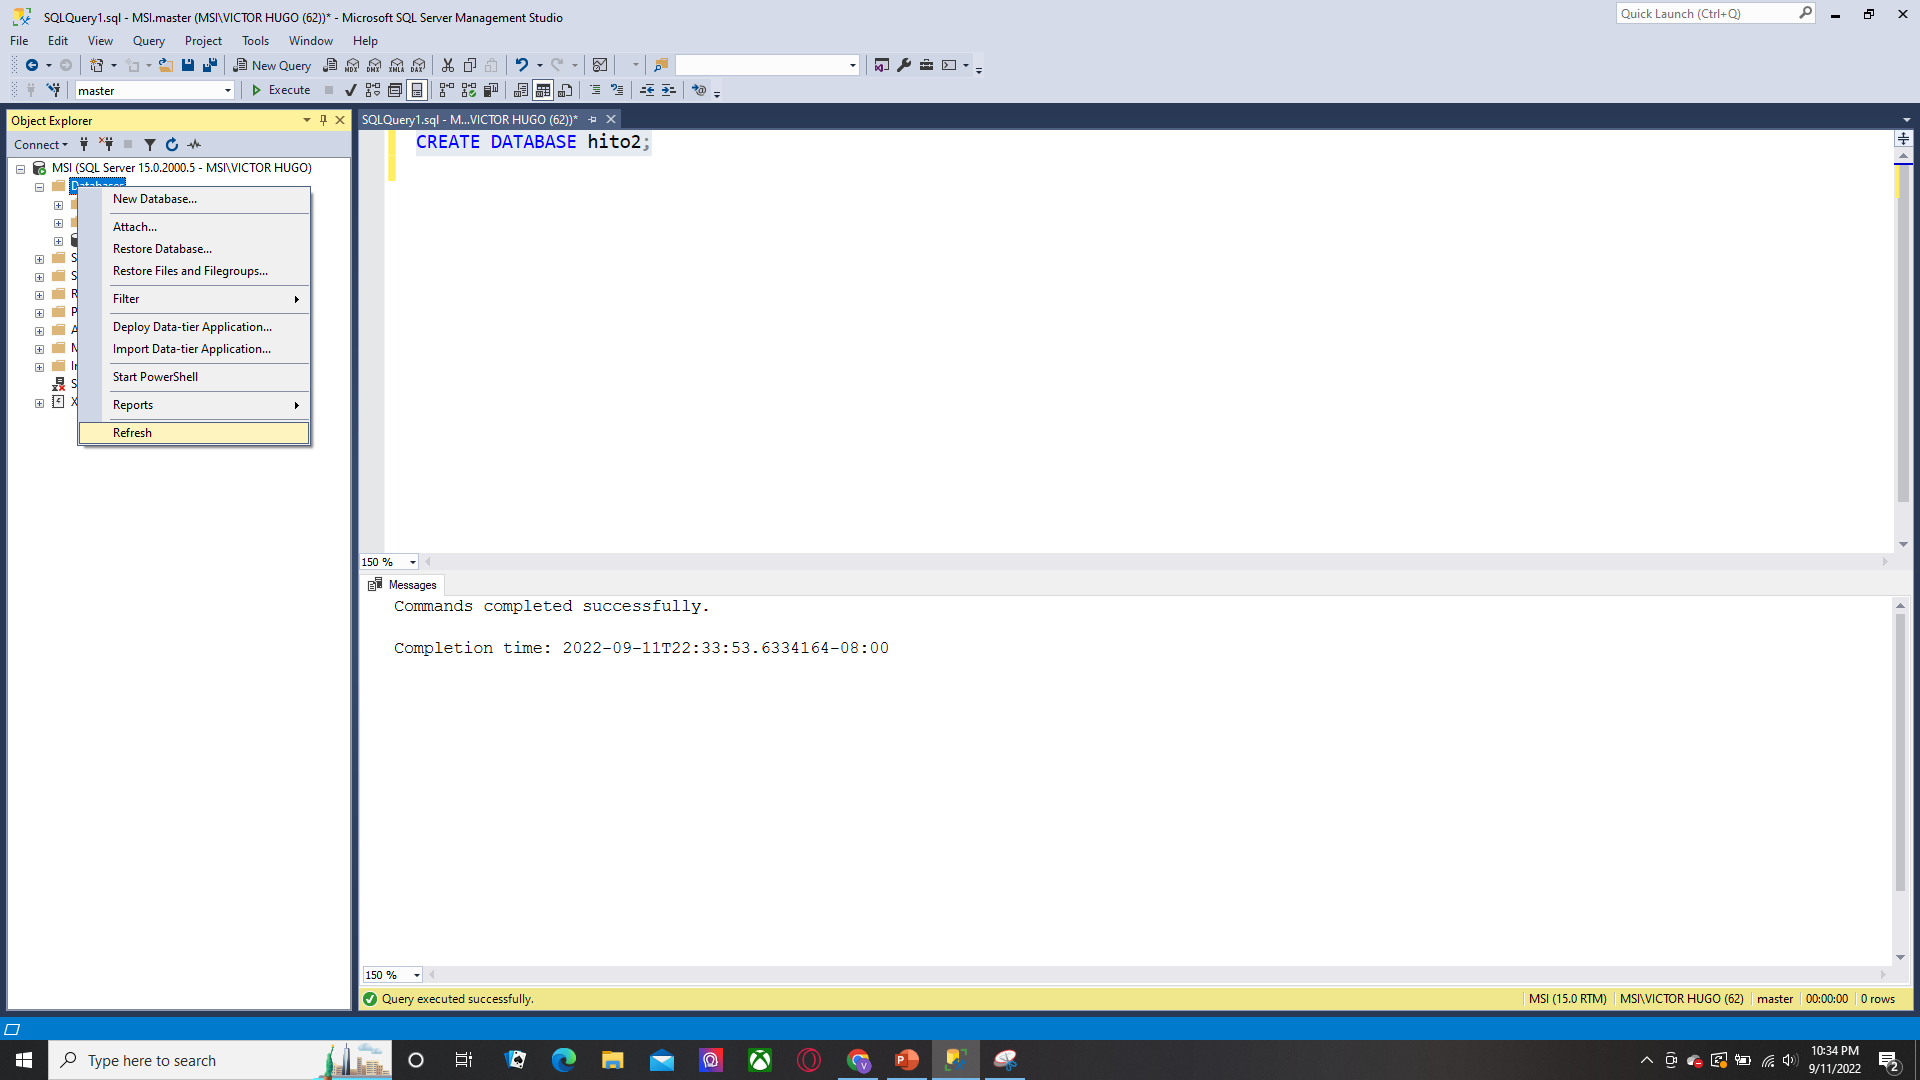 SQLQuery1.sql - MSI.master (MSI\VICTOR HUGO (62))* - Microsoft SQL Server Management Studio
Quick Launch (Ctrl+Q)
File Edit View Query Project Tools Window Help
New Query MDX DMX XMLA DAX
master Execute
Object Explorer
SQLQuery1.sql - M...VICTOR HUGO (62))*
Connect
CREATE DATABASE hito2;
MSI (SQL Server 15.0.2000.5 - MSI\VICTOR HUGO)
Databases
New Database...
Attach...
Restore Database...
Restore Files and Filegroups...
Filter
Deploy Data-tier Application...
Import Data-tier Application...
Start PowerShell
Reports
Refresh
150 %
Messages
Commands completed successfully.
Completion time: 2022-09-11T22:33:53.6334164-08:00
150 %
Query executed successfully.
MSI (15.0 RTM) MSI\VICTOR HUGO (62) master 00:00:00 0 rows
Type here to search
10:34 PM
9/11/2022
2